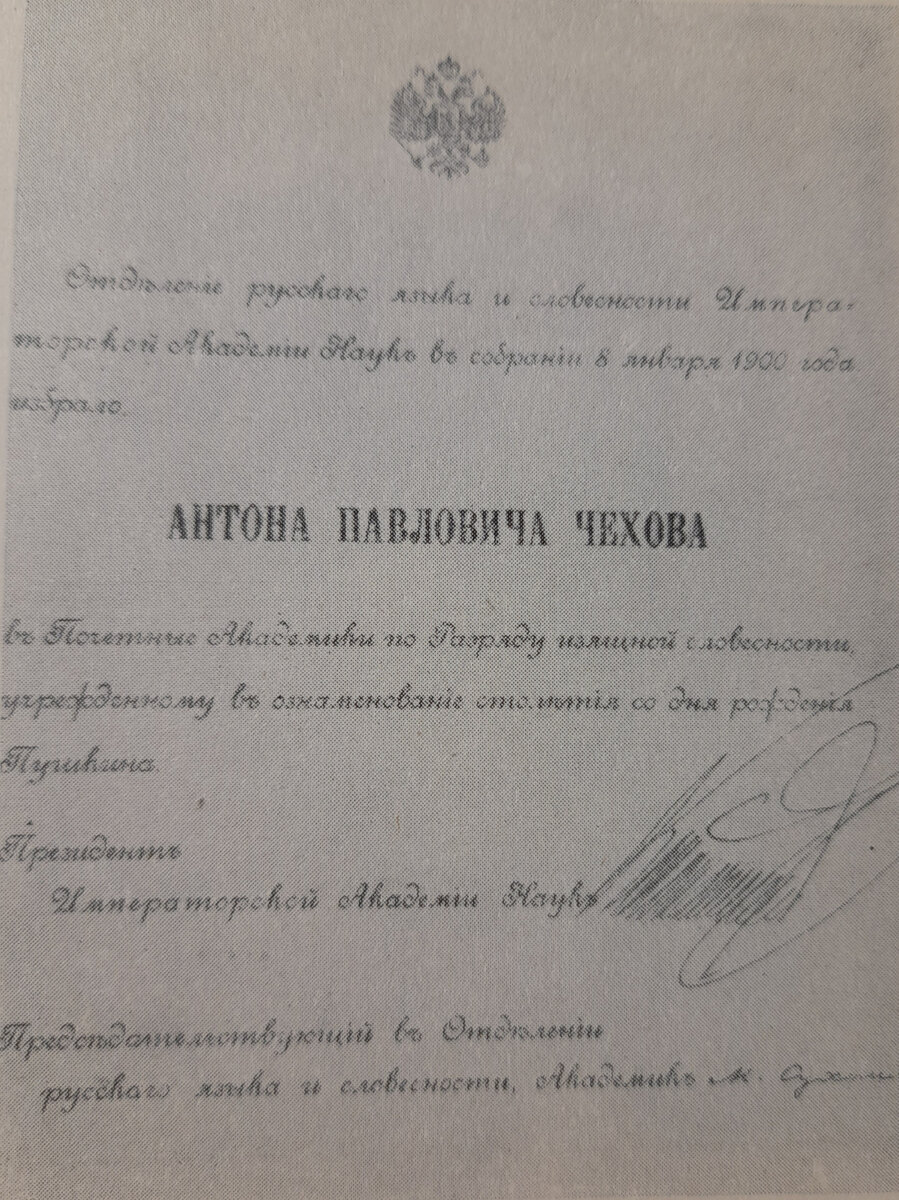 Отдѣленіе русскаго языка и словесности Импера-
торской Академіи Наукъ въ собраніи 8 января 1900 года
избрало
АНТОНА ПАВЛОВИЧА ЧЕХОВА
въ Почетные Академики по Разряду изящной словесности,
учрежденному въ ознаменованіе столѣтія со дня рожденія
Пушкина.
Президентъ
Императорской Академіи Наукъ
Предсѣдательствующій въ Отдѣленіи
русскаго языка и словесности, Академикъ М.